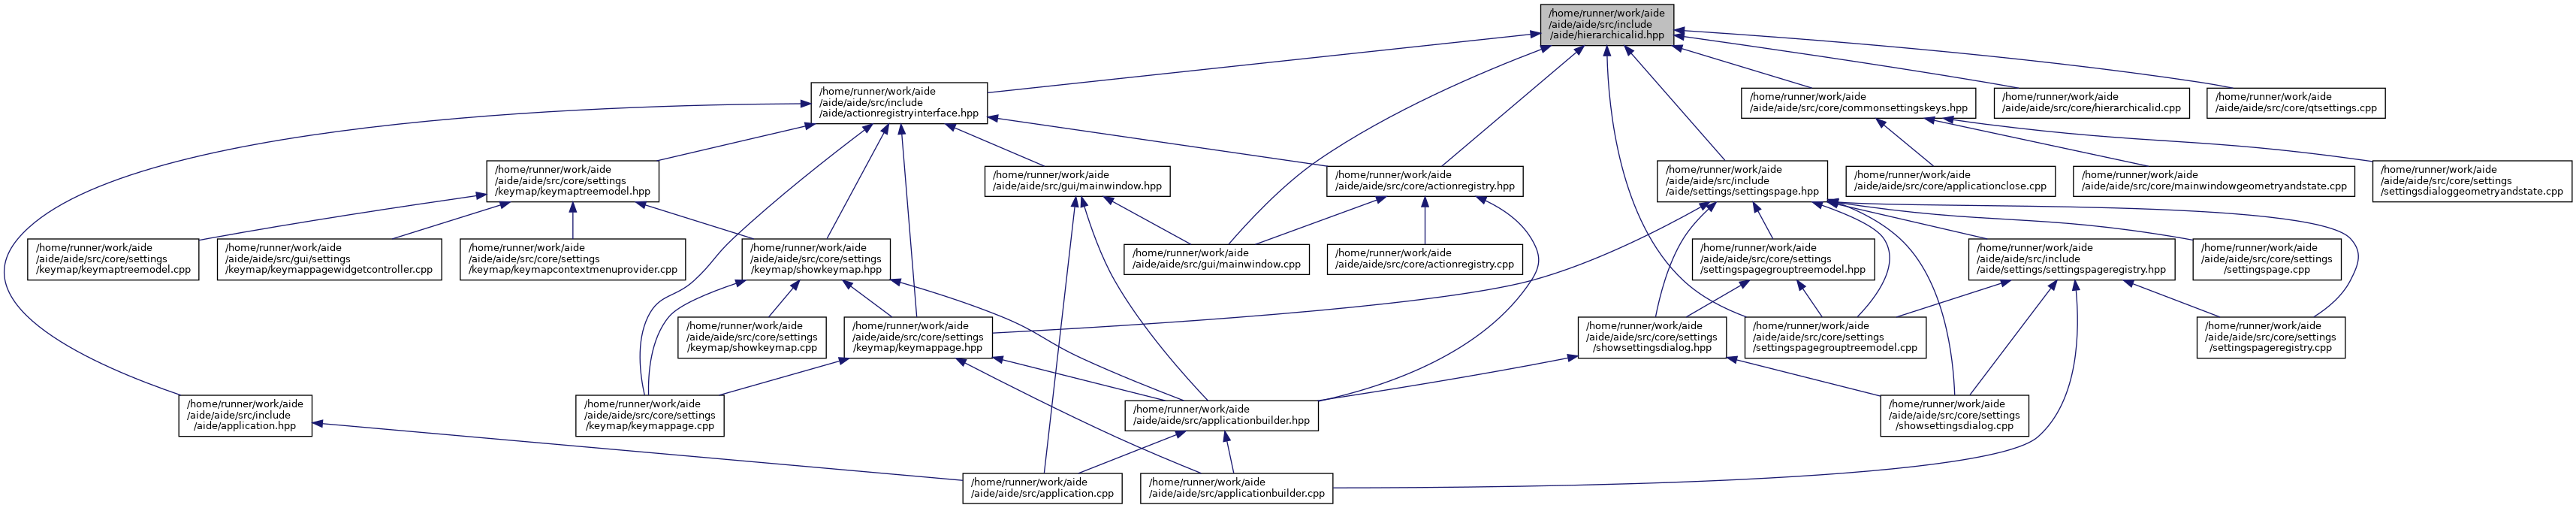 /home/runner/work/aide
/aide/aide/src/include
/aide/hierarchicalid.hpp
/home/runner/work/aide
/aide/aide/src/include
/aide/actionregistryinterface.hpp
/home/runner/work/aide
/aide/aide/src/core/commonsettingskeys.hpp
/home/runner/work/aide
/aide/aide/src/core/hierarchicalid.cpp
/home/runner/work/aide
/aide/aide/src/core/qtsettings.cpp
/home/runner/work/aide
/aide/aide/src/core/settings
/keymap/keymaptreemodel.hpp
/home/runner/work/aide
/aide/aide/src/gui/mainwindow.hpp
/home/runner/work/aide
/aide/aide/src/core/actionregistry.hpp
/home/runner/work/aide
/aide/aide/src/include
/aide/settings/settingspage.hpp
/home/runner/work/aide
/aide/aide/src/core/applicationclose.cpp
/home/runner/work/aide
/aide/aide/src/core/mainwindowgeometryandstate.cpp
/home/runner/work/aide
/aide/aide/src/core/settings
/settingsdialoggeometryandstate.cpp
/home/runner/work/aide
/aide/aide/src/core/settings
/keymap/keymaptreemodel.cpp
/home/runner/work/aide
/aide/aide/src/gui/settings
/keymap/keymappagewidgetcontroller.cpp
/home/runner/work/aide
/aide/aide/src/core/settings
/keymap/keymapcontextmenuprovider.cpp
/home/runner/work/aide
/aide/aide/src/core/settings
/keymap/showkeymap.hpp
/home/runner/work/aide
/aide/aide/src/gui/mainwindow.cpp
/home/runner/work/aide
/aide/aide/src/core/actionregistry.cpp
/home/runner/work/aide
/aide/aide/src/core/settings
/settingspagegrouptreemodel.hpp
/home/runner/work/aide
/aide/aide/src/include
/aide/settings/settingspageregistry.hpp
/home/runner/work/aide
/aide/aide/src/core/settings
/settingspage.cpp
/home/runner/work/aide
/aide/aide/src/core/settings
/keymap/showkeymap.cpp
/home/runner/work/aide
/aide/aide/src/core/settings
/keymap/keymappage.hpp
/home/runner/work/aide
/aide/aide/src/core/settings
/showsettingsdialog.hpp
/home/runner/work/aide
/aide/aide/src/core/settings
/settingspagegrouptreemodel.cpp
/home/runner/work/aide
/aide/aide/src/core/settings
/settingspageregistry.cpp
/home/runner/work/aide
/aide/aide/src/include
/aide/application.hpp
/home/runner/work/aide
/aide/aide/src/core/settings
/keymap/keymappage.cpp
/home/runner/work/aide
/aide/aide/src/applicationbuilder.hpp
/home/runner/work/aide
/aide/aide/src/core/settings
/showsettingsdialog.cpp
/home/runner/work/aide
/aide/aide/src/application.cpp
/home/runner/work/aide
/aide/aide/src/applicationbuilder.cpp